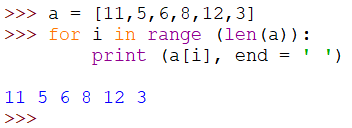 >>> a = [11,5,6,8,12,3]
>>> for i in range (len(a)):
        print (a[i], end = ' ')

11 5 6 8 12 3
>>>